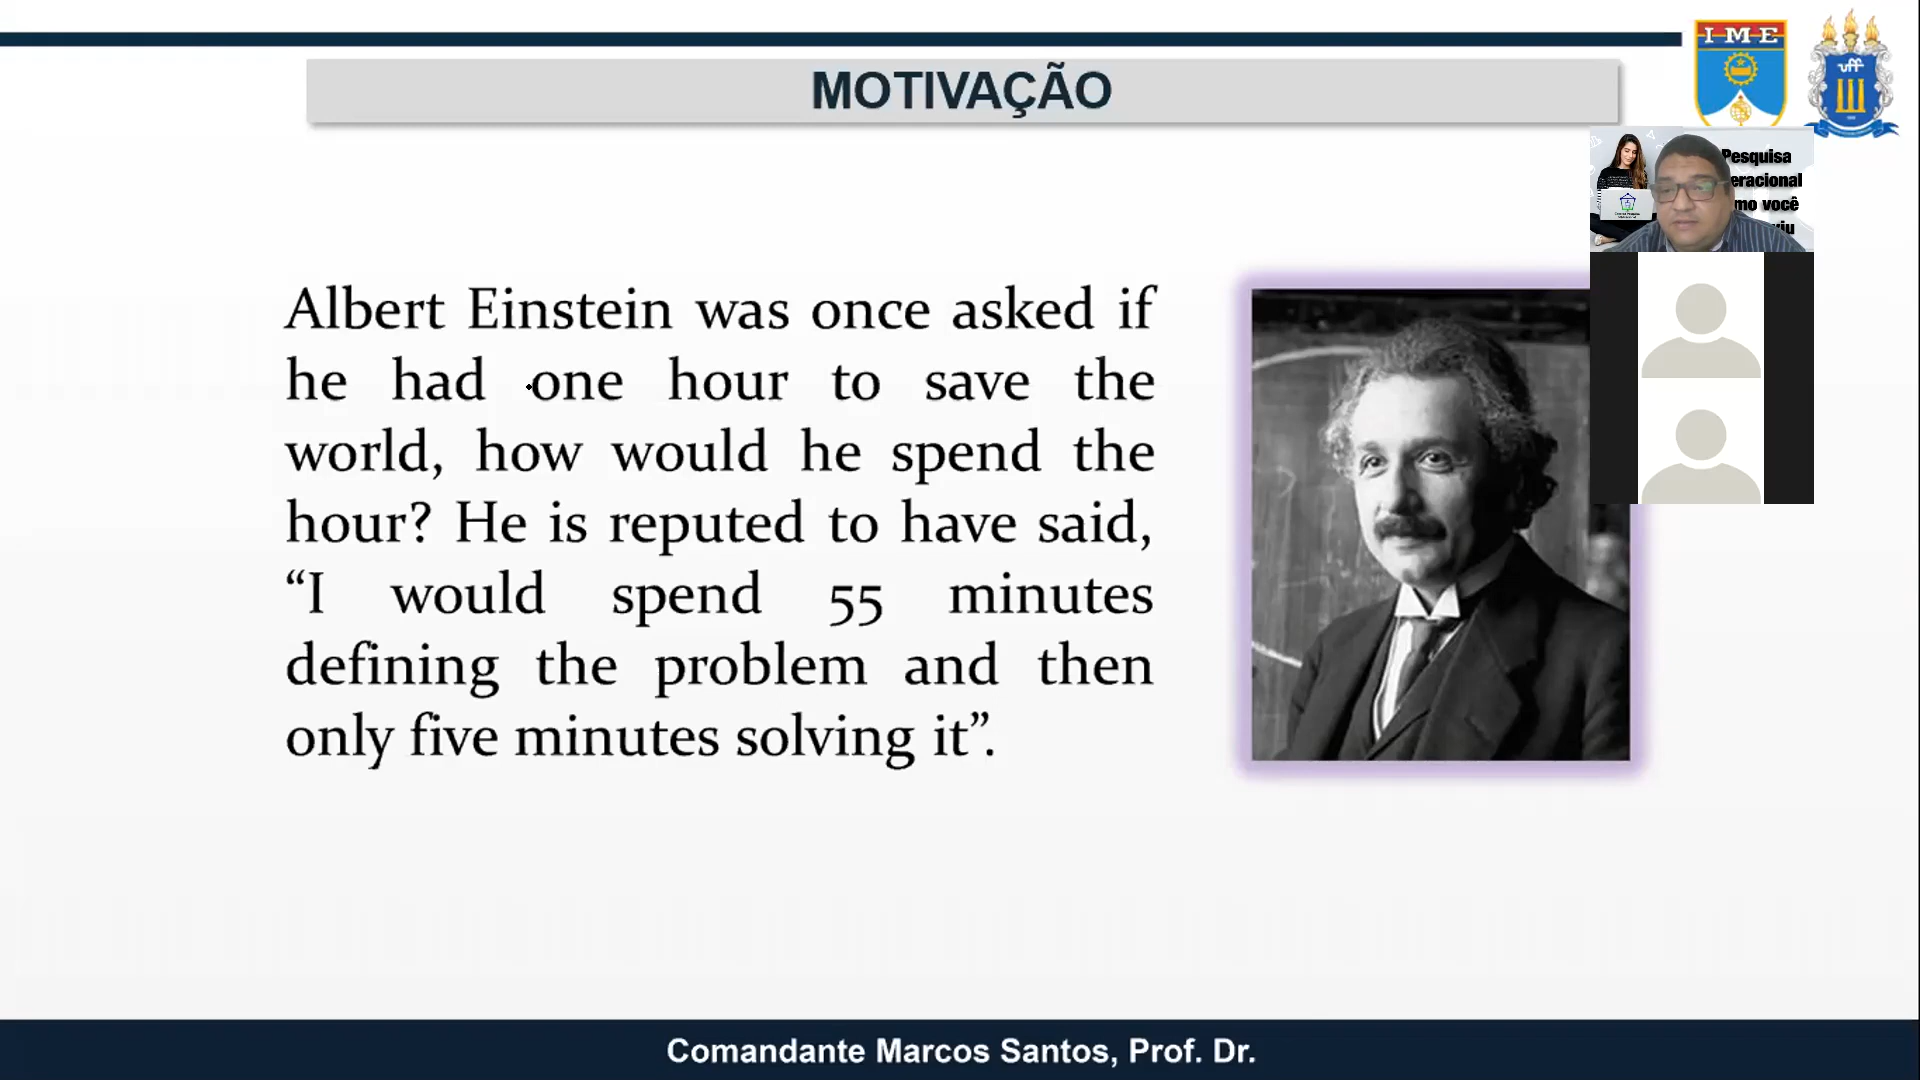 MOTIVAÇÃO
IME
uff
Pesquisa
eracional
mo você
viu
Albert Einstein was once asked if
he had one hour to save the
world, how would he spend the
hour? He is reputed to have said,
“I would spend 55 minutes
defining the problem and then
only five minutes solving it”.
Comandante Marcos Santos, Prof. Dr.